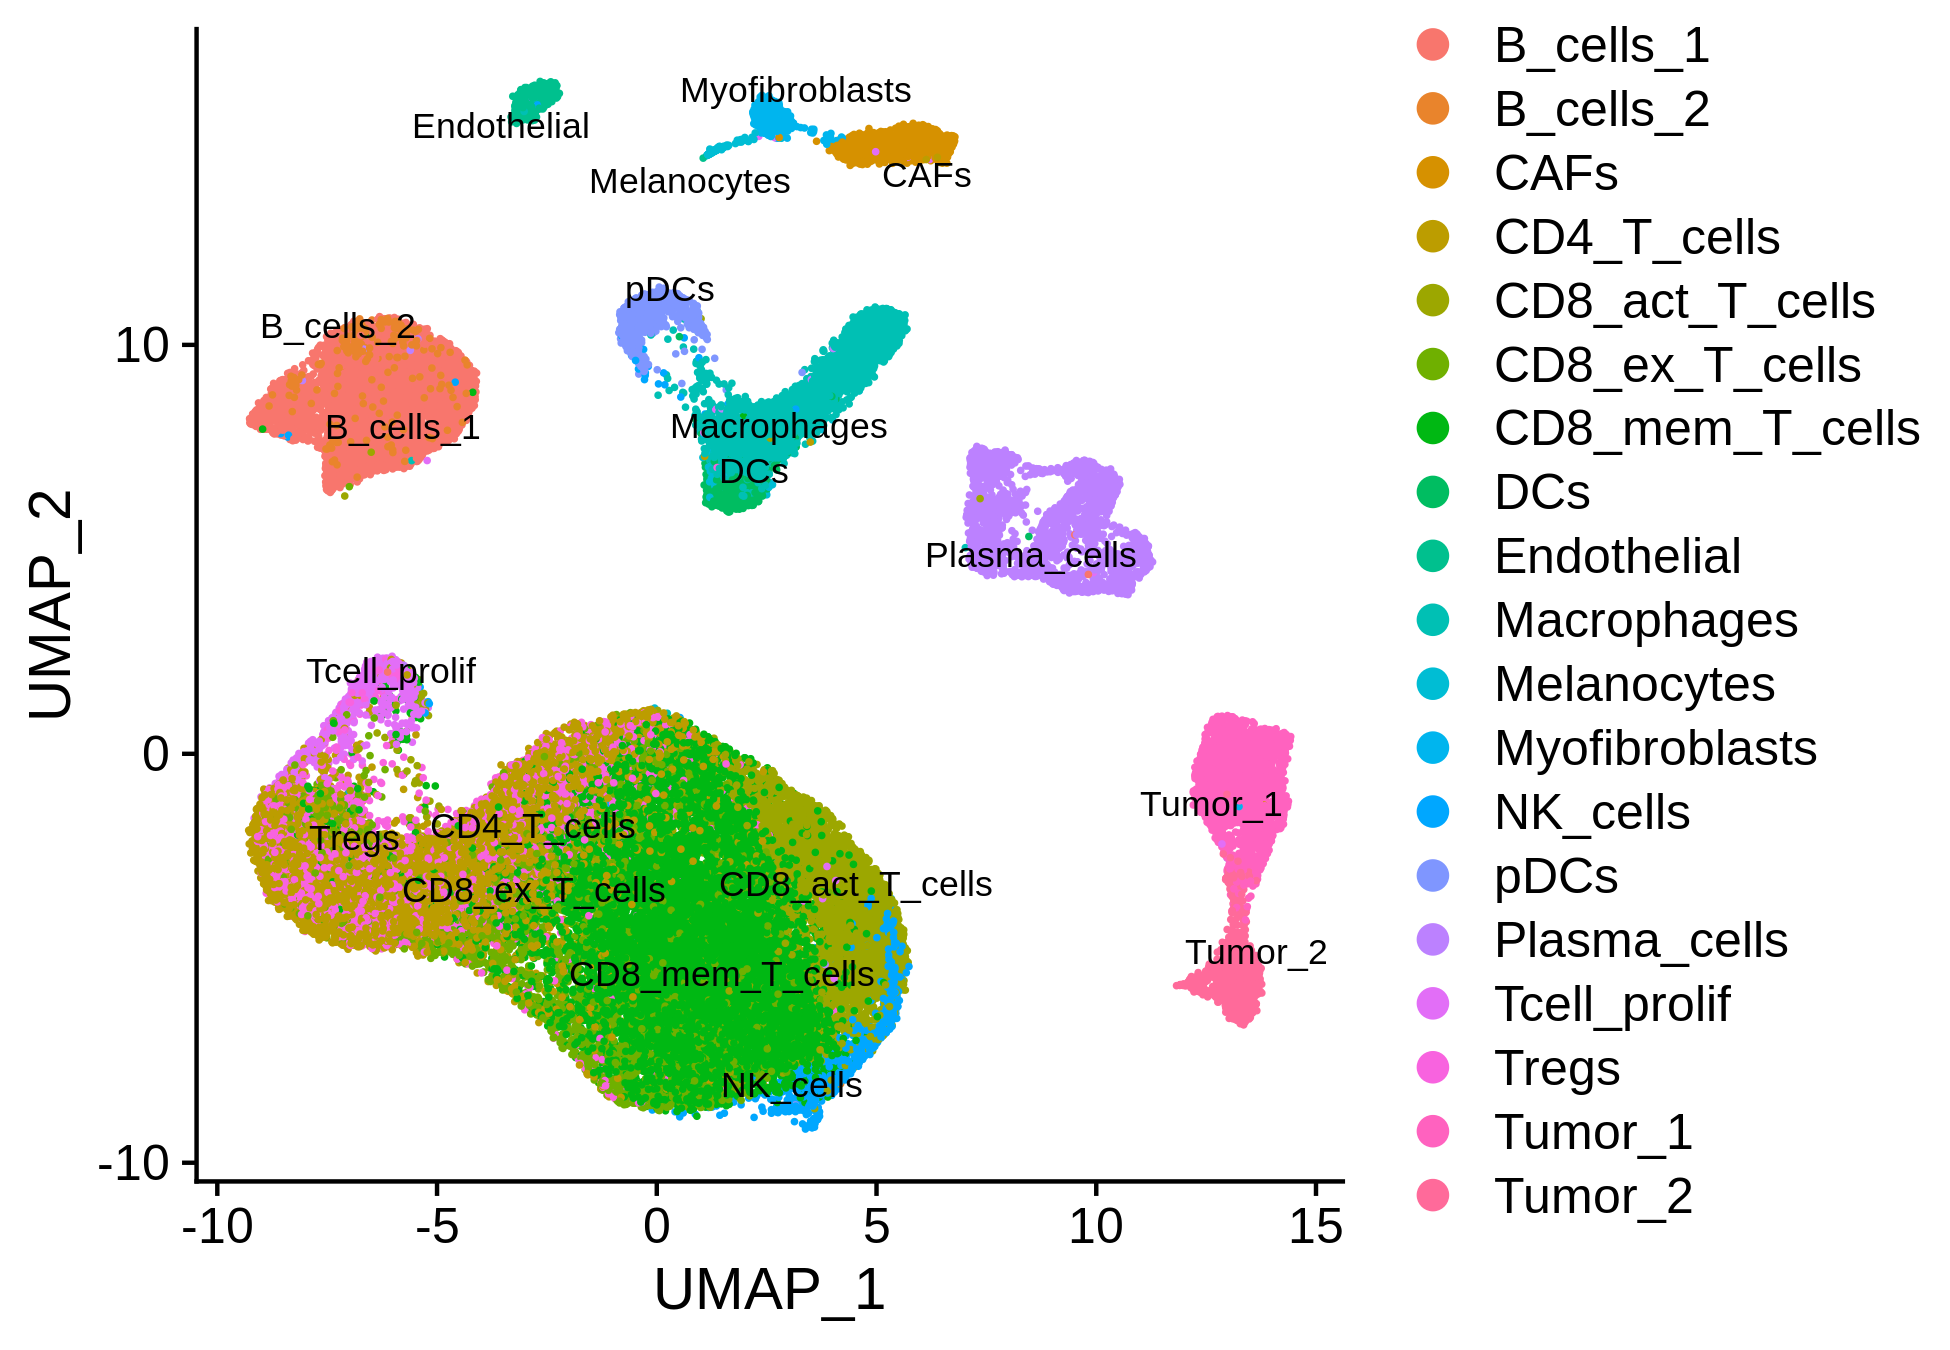 Myofibroblasts
Endothelial
Melanocytes
CAFs
pDCs
B_cells_2
B_cells_1
Macrophages
DCs
Plasma_cells
Tcell_prolif
Tregs
CD4_T_cells
CD8_ex_T_cells
CD8_act_T_cells
CD8_mem_T_cells
NK_cells
Tumor_1
Tumor_2
10
0
-10
UMAP_2
-10
-5
0
5
10
15
UMAP_1
B_cells_1
B_cells_2
CAFs
CD4_T_cells
CD8_act_T_cells
CD8_ex_T_cells
CD8_mem_T_cells
DCs
Endothelial
Macrophages
Melanocytes
Myofibroblasts
NK_cells
pDCs
Plasma_cells
Tcell_prolif
Tregs
Tumor_1
Tumor_2